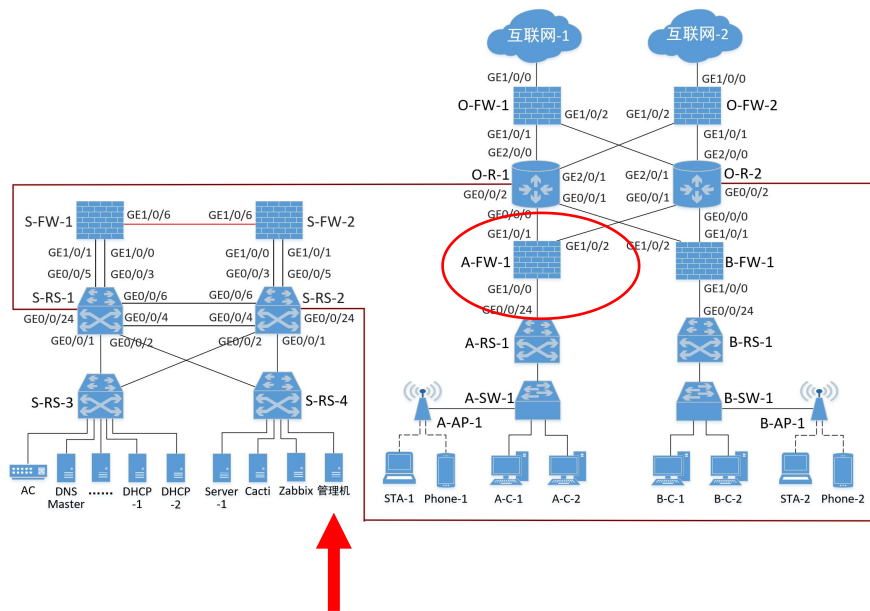 互联网-1
互联网-2
GE1/0/0
GE1/0/0
O-FW-1
O-FW-2
GE1/0/2
GE1/0/2
GE1/0/1
GE1/0/1
GE2/0/0
GE2/0/0
O-R-1
O-R-2
GE2/0/1
GE2/0/1
GE0/0/2
GE0/0/1
GE0/0/1
GE0/0/2
GE0/0/0
GE0/0/0
S-FW-1
GE1/0/6
GE1/0/6
S-FW-2
GE1/0/1
GE1/0/2
GE1/0/2
GE1/0/1
GE1/0/1
GE1/0/0
GE1/0/0
GE1/0/1
A-FW-1
B-FW-1
GE0/0/5
GE0/0/3
GE0/0/3
GE0/0/5
GE1/0/0
GE1/0/0
S-RS-1
GE0/0/6
GE0/0/6
S-RS-2
GE0/0/24
GE0/0/4
GE0/0/4
GE0/0/24
GE0/0/24
GE0/0/24
GE0/0/1
GE0/0/2
GE0/0/2
GE0/0/1
A-RS-1
B-RS-1
S-RS-3
S-RS-4
A-SW-1
B-SW-1
A-AP-1
B-AP-1
AC
DNS
Master
......
DHCP
-1
DHCP
-2
Server
-1
Cacti
Zabbix
管理机
STA-1
Phone-1
A-C-1
A-C-2
B-C-1
B-C-2
STA-2
Phone-2